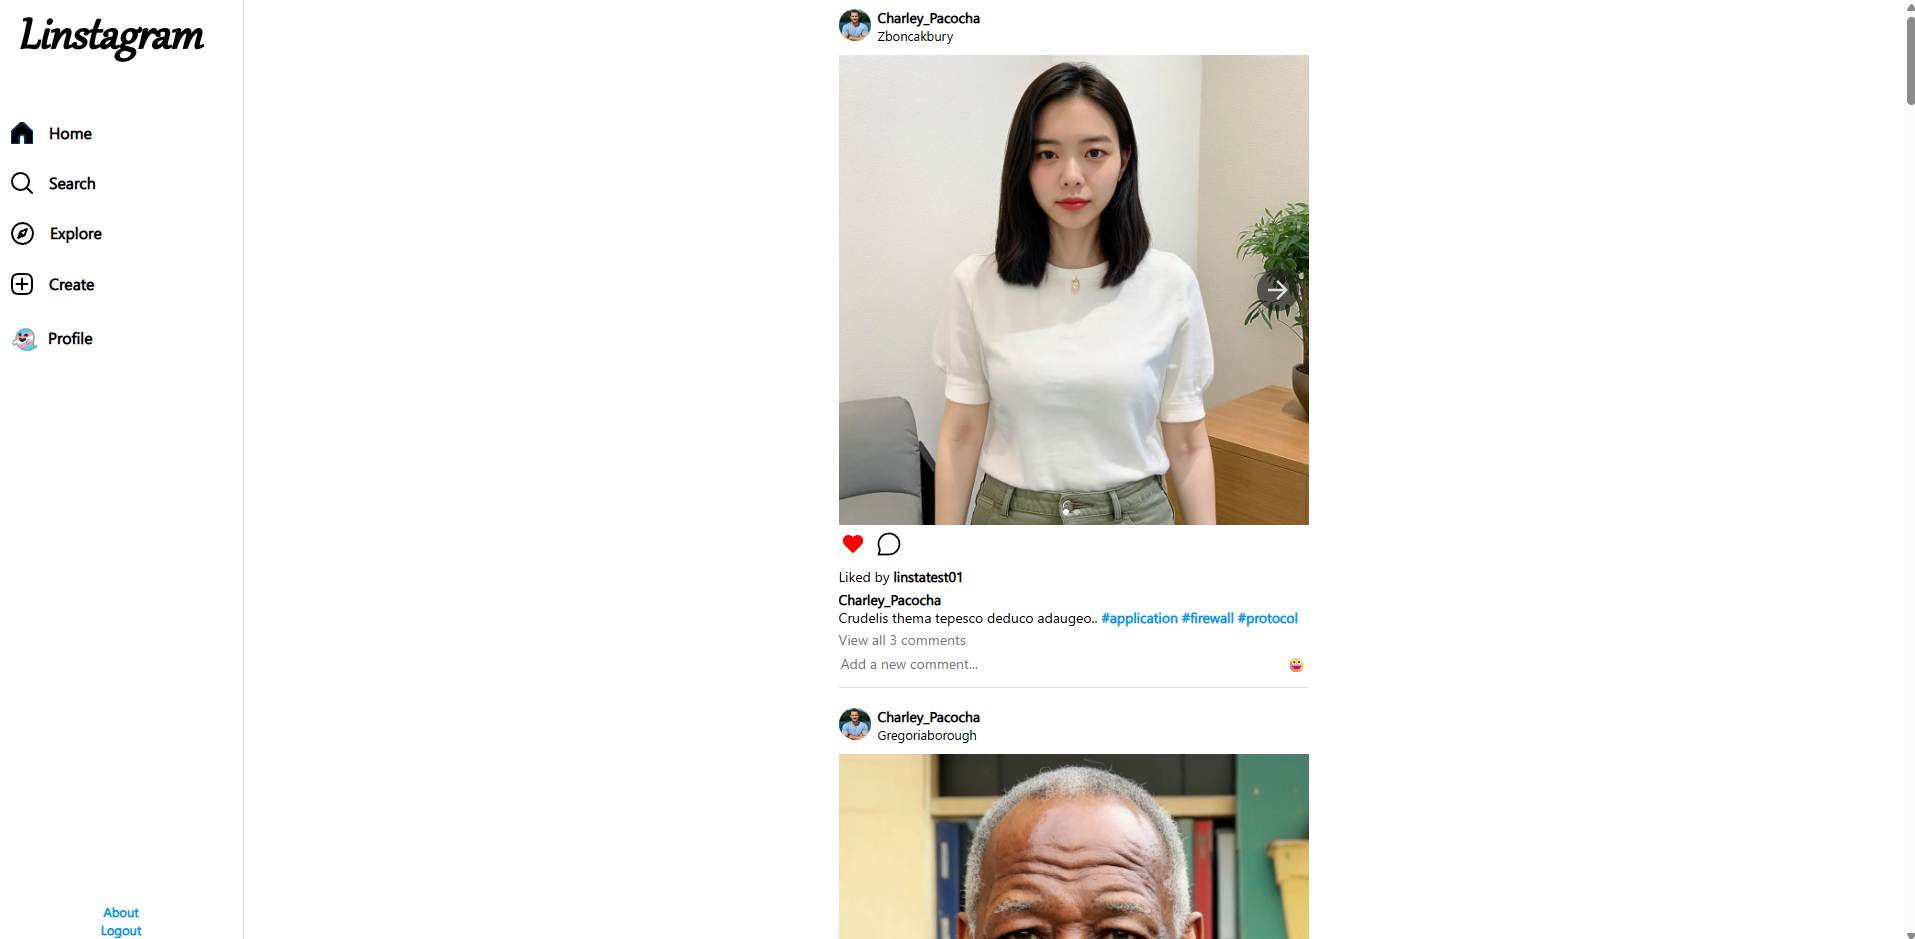 Linstagram
Home
Search
Explore
Create
Profile
About
Logout
Charley_Pacocha
Zboncakbury
Liked by linstatest01
Charley_Pacocha
Crudelis thema tepesco deduco adaugeo.. #application #firewall #protocol
View all 3 comments
Add a new comment...
Charley_Pacocha
Gregoriaborough